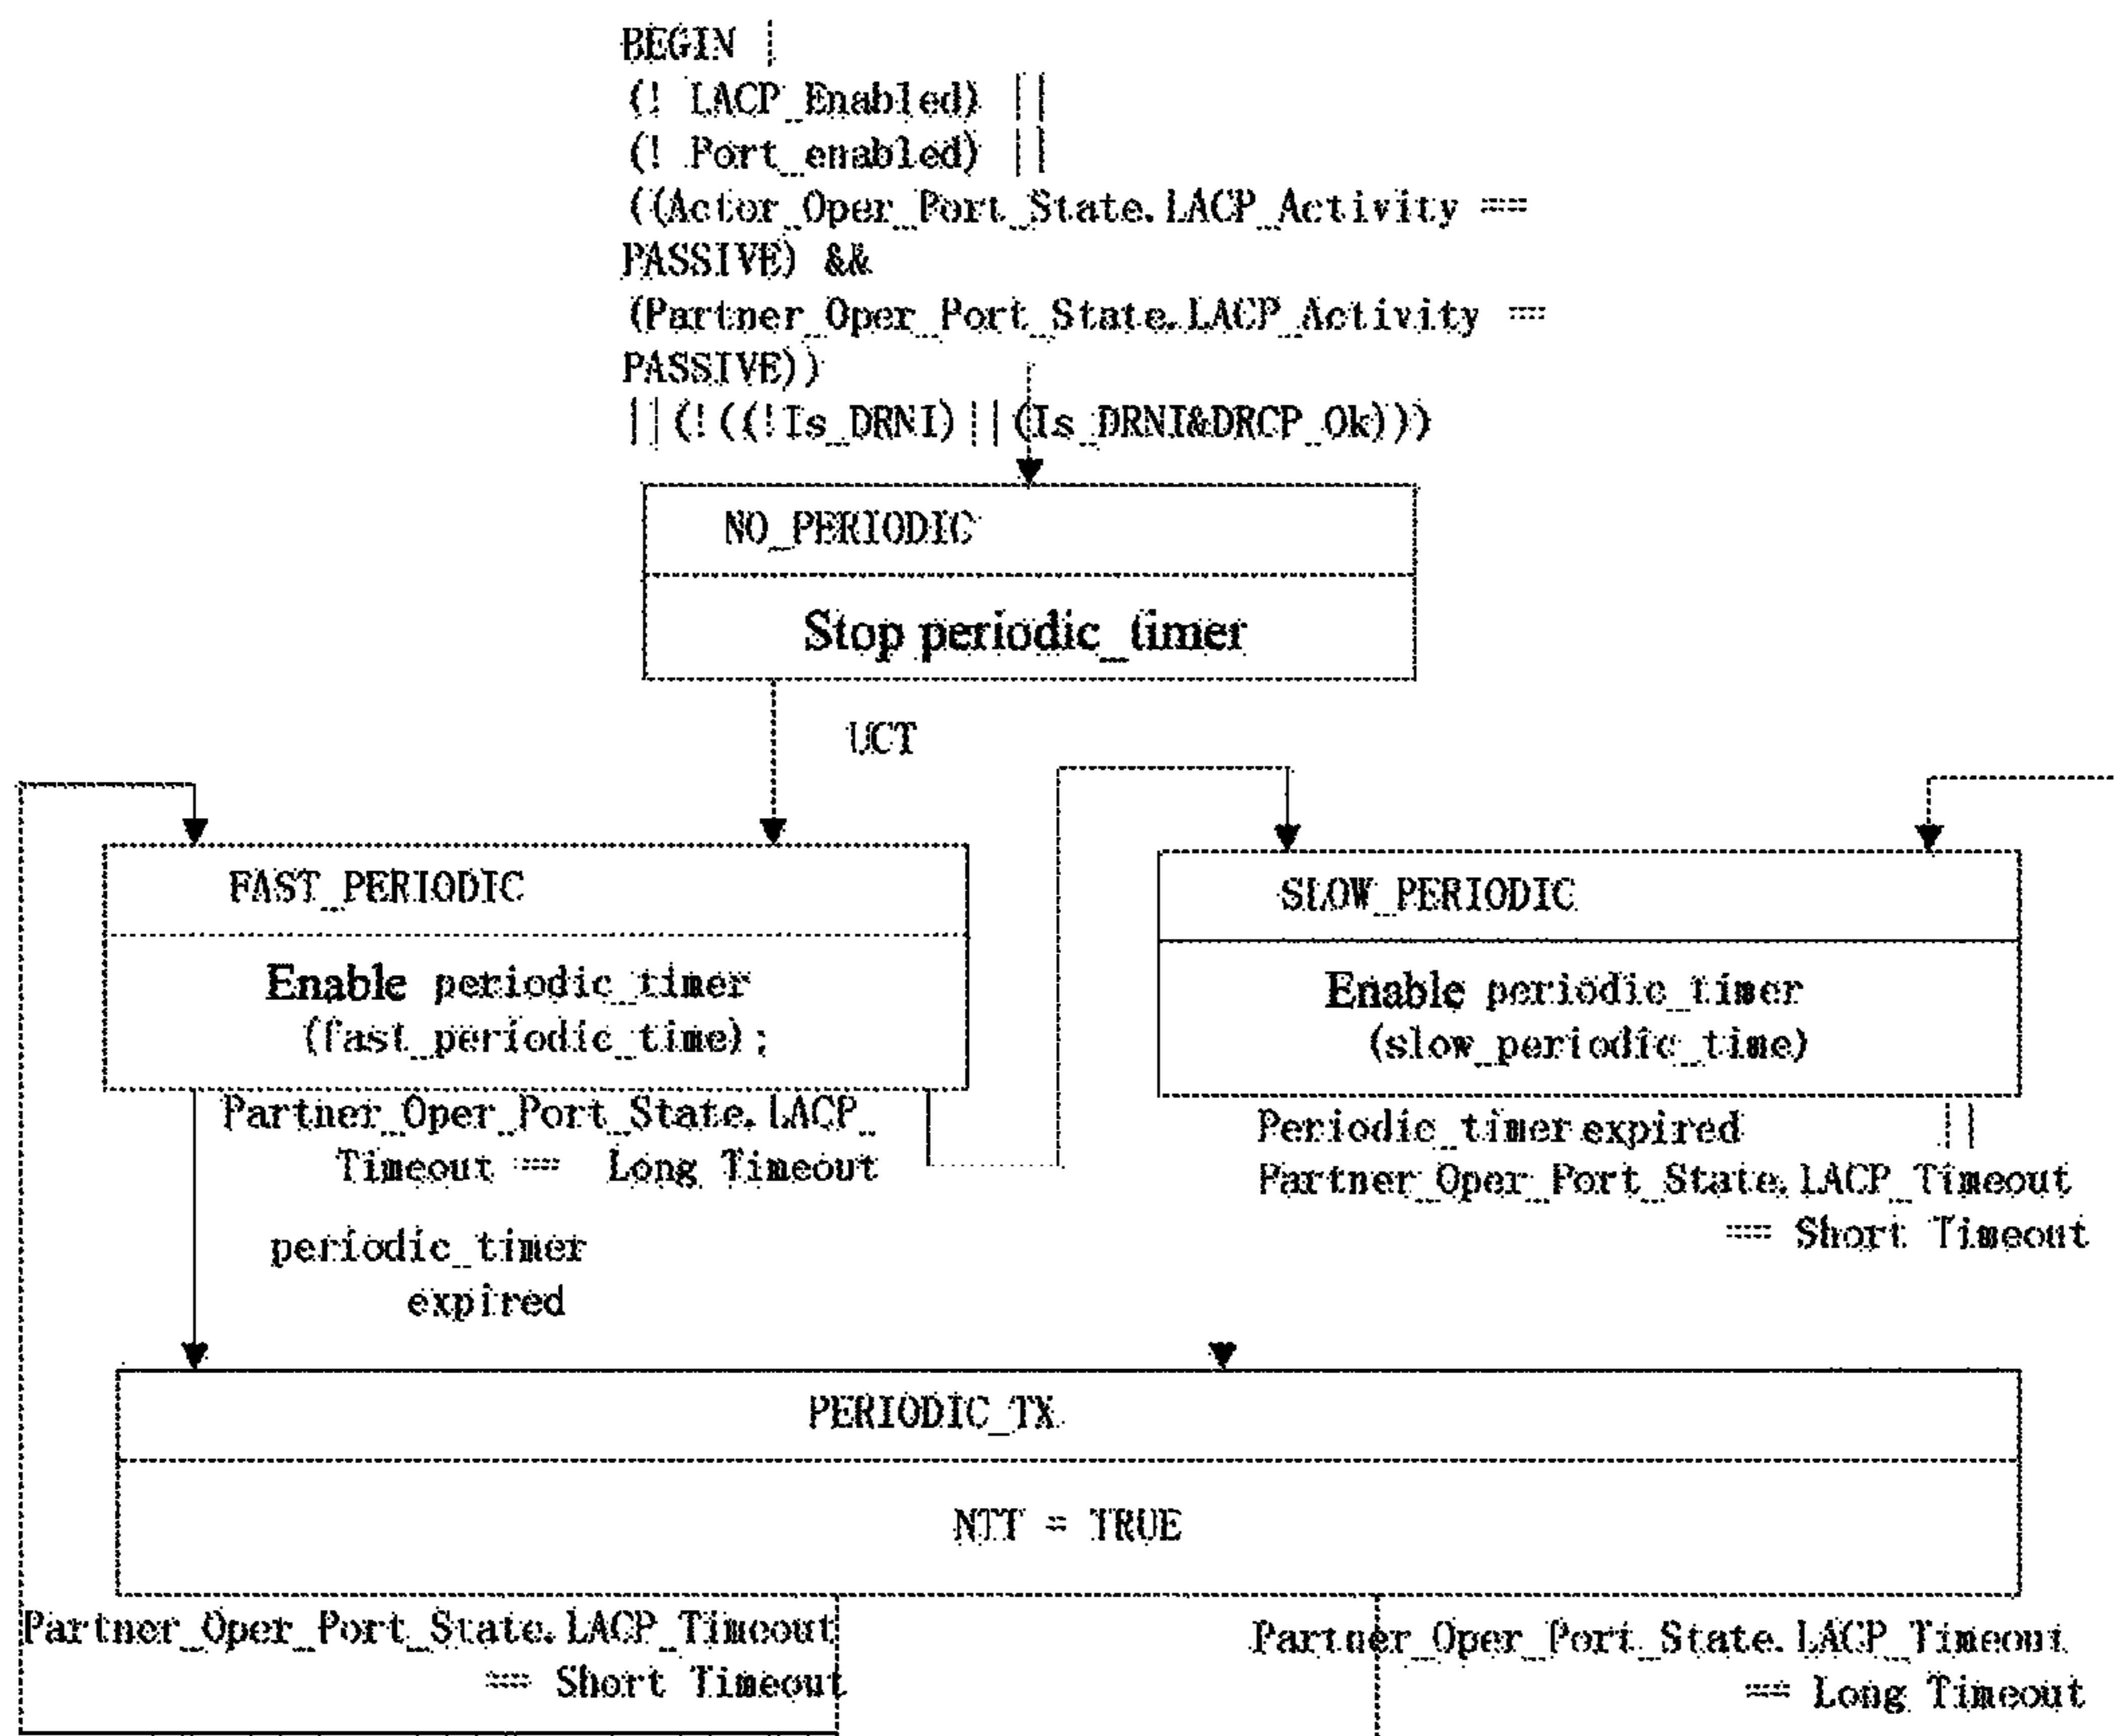 BEGIN |
(! LACP_Enabled) ||
(! Port_enabled) ||
((Actor_Oper_Port_State.LACP_Activity ==
PASSIVE) &&
(Partner_Oper_Port_State.LACP_Activity ==
PASSIVE))
||(!((!Is_DRNI)||(Is_DRNI&DRCP_Ok)))
NO_PERIODIC
Stop periodic_timer
UCT
FAST_PERIODIC
Enable periodic_timer
(fast_periodic_time);
SLOW_PERIODIC
Enable periodic_timer
(slow_periodic_time)
Partner_Oper_Port_State.LACP_
Timeout == Long Timeout
Periodic_timer expired ||
Partner_Oper_Port_State.LACP_Timeout
== Short Timeout
periodic_timer
expired
PERIODIC_TX
NTT = TRUE
Partner_Oper_Port_State.LACP_Timeout
== Short Timeout
Partner_Oper_Port_State.LACP_Timeout
== Long Timeout